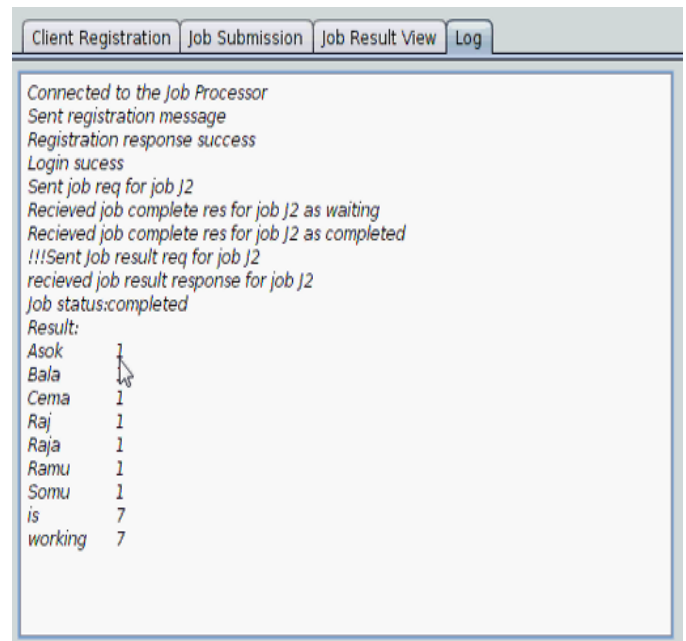 Client Registration Job Submission Job Result View Log
Connected to the Job Processor
Sent registration message
Registration response success
Login sucess
Sent job req for job J2
Recieved job complete res for job J2 as waiting
Recieved job complete res for job J2 as completed
!!!Sent Job result req for job J2
recieved job result response for job J2
Job status:completed
Result:
Asok 1
Bala
Cema 1
Raj 1
Raja 1
Ramu 1
Somu 1
is 7
working 7